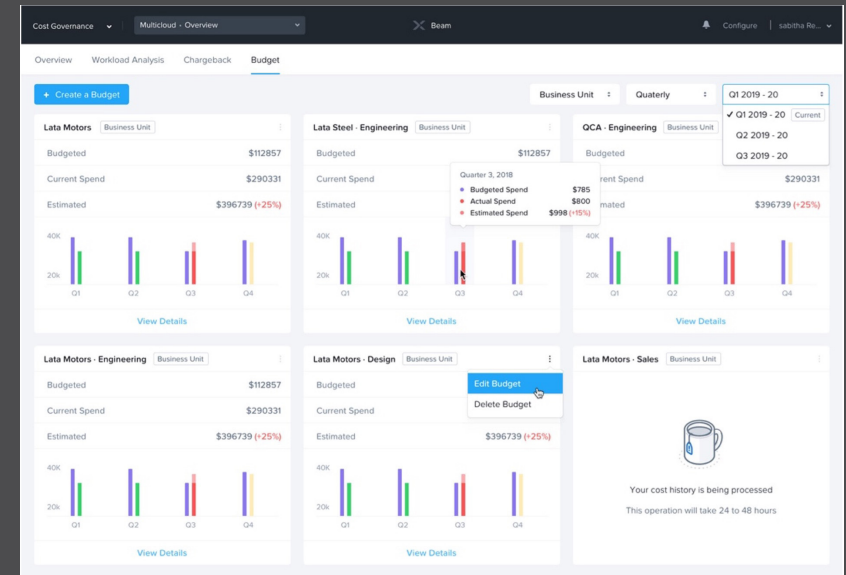 Cost Governance
Multicloud - Overview
Beam
Configure
sabitha Re...
Overview Workload Analysis Chargeback Budget
+ Create a Budget
Business Unit
Quaterly
Q1 2019 - 20
✓ Q1 2019 - 20 Current
Q2 2019 - 20
Q3 2019 - 20
Lata Motors Business Unit
Budgeted $112857
Current Spend $290331
Estimated $396739 (+25%)
40K
20k
Q1 Q2 Q3 Q4
View Details
Lata Steel · Engineering Business Unit
Budgeted $112857
Current Spend
Estimated
Quarter 3, 2018
Budgeted Spend $785
Actual Spend $800
Estimated Spend $998 (+15%)
40K
20k
Q1 Q2 Q3 Q4
View Details
QCA - Engineering Business Unit
Budgeted
rent Spend $290331
mated $396739 (+25%)
40K
20k
Q1 Q2 Q3 Q4
View Details
Lata Motors · Engineering Business Unit
Budgeted $112857
Current Spend $290331
Estimated $396739 (+25%)
40K
20k
Q1 Q2 Q3 Q4
View Details
Lata Motors · Design Business Unit
Budgeted
Current Spend
Edit Budget
Delete Budget
Estimated $396739 (+25%)
40K
20k
Q1 Q2 Q3 Q4
View Details
Lata Motors · Sales Business Unit
Your cost history is being processed
This operation will take 24 to 48 hours